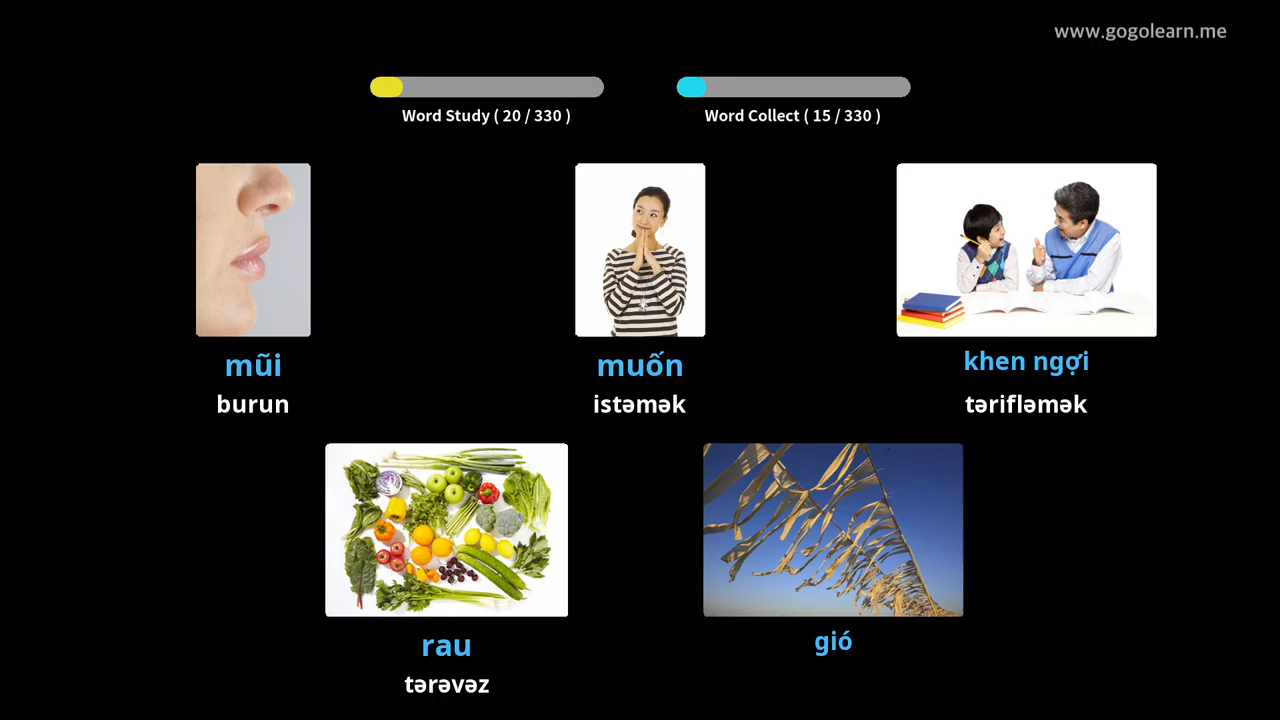 www.gogolearn.me
Word Study ( 20 / 330 )
Word Collect ( 15 / 330 )
mũi
muốn
khen ngợi
burun
istəmək
tərifləmək
rau
gió
tərəvəz